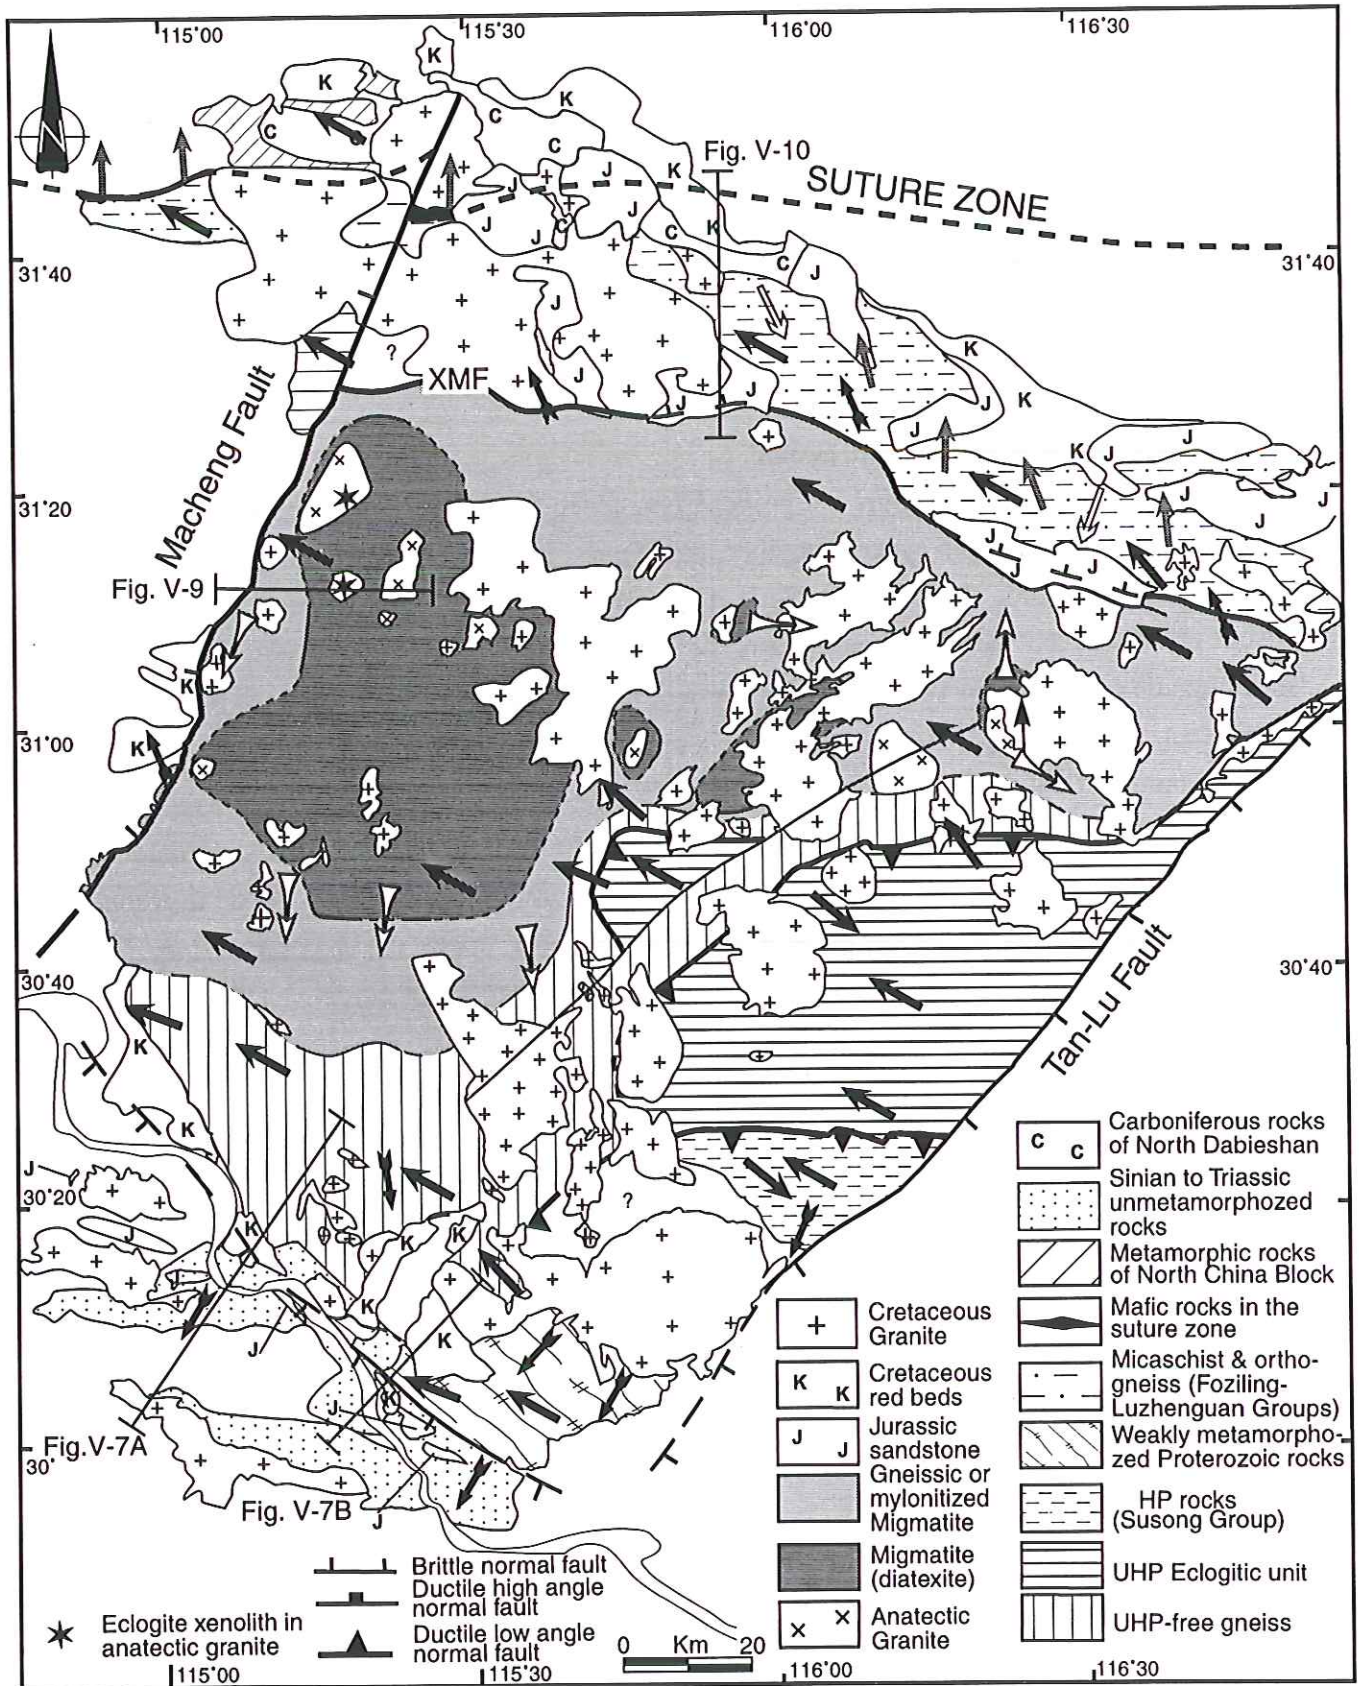 115°00
115°30
116°00
116°30
K
K
K
C
C
K
C
N
Fig. V-10
J
K
SUTURE ZONE
J
J
J
J
C
C
K
C
J
31°40
31°40
J
K
?
XMF
J
J
J
J
J
K
K
J
J
K
J
J
J
J
Macheng Fault
31°20
J
J
J
Fig. V-9
K
31°00
K
30°40
30°40
Tan-Lu Fault
K
K
J
30°20
J
?
K
K
K
J
K
K
J
K
J
Fig.V-7A
30°
Fig. V-7B
J
C C
Carboniferous rocks
of North Dabieshan
Sinian to Triassic
unmetamorphozed
rocks
Metamorphic rocks
of North China Block
Mafic rocks in the
suture zone
Micaschist & ortho-
gneiss (Foziling-
Luzhenguan Groups)
Weakly metamorpho-
zed Proterozoic rocks
HP rocks
(Susong Group)
UHP Eclogitic unit
UHP-free gneiss
Cretaceous
Granite
K K
Cretaceous
red beds
J J
Jurassic
sandstone
Gneissic or
mylonitized
Migmatite
Migmatite
(diatexite)
Anatectic
Granite
Brittle normal fault
Ductile high angle
normal fault
Ductile low angle
normal fault
Eclogite xenolith in
anatectic granite
0 Km 20
115°00
115°30
116°00
116°30